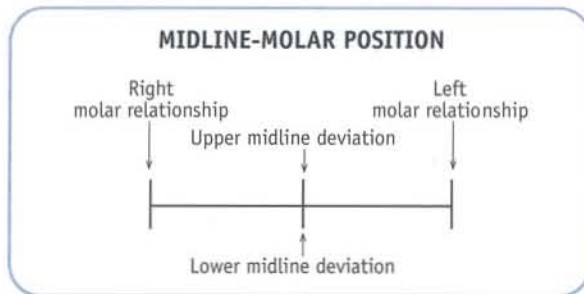 MIDLINE-MOLAR POSITION
Right
molar relationship
Left
molar relationship
Upper midline deviation
Lower midline deviation